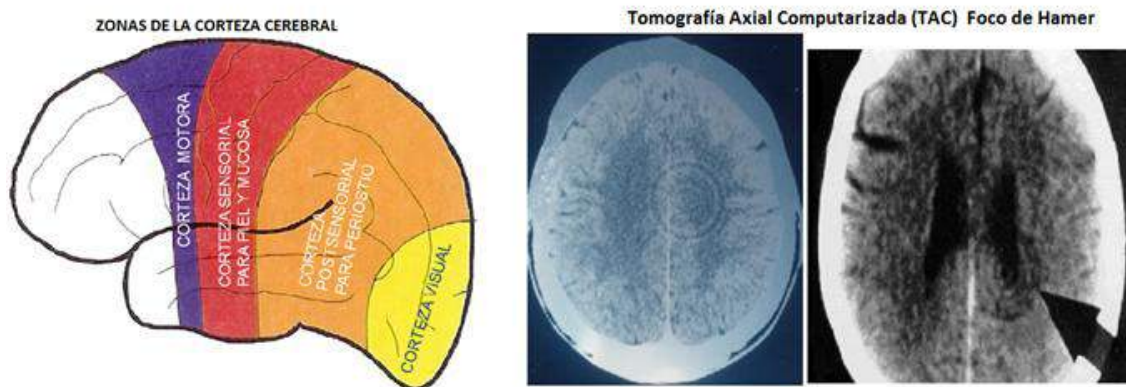 ZONAS DE LA CORTEZA CEREBRAL
CORTEZA MOTORA
CORTEZA SENSORIAL
PARA PIEL Y MUCOSA
CORTEZA
POSTSENSORIAL
PARA PERIOSTIO
CORTEZA VISUAL
Tomografía Axial Computarizada (TAC) Foco de Hamer